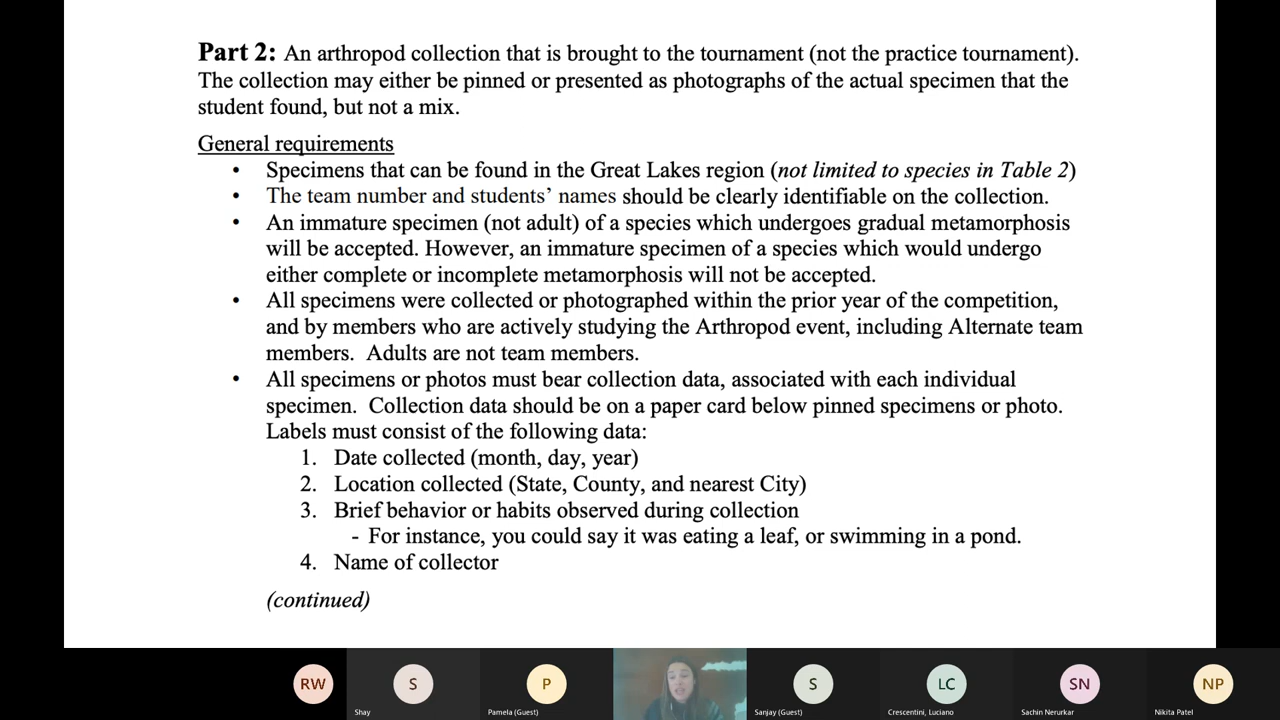 Part 2: An arthropod collection that is brought to the tournament (not the practice tournament).
The collection may either be pinned or presented as photographs of the actual specimen that the
student found, but not a mix.
General requirements
• Specimens that can be found in the Great Lakes region (not limited to species in Table 2)
• The team number and students’ names should be clearly identifiable on the collection.
• An immature specimen (not adult) of a species which undergoes gradual metamorphosis
will be accepted. However, an immature specimen of a species which would undergo
either complete or incomplete metamorphosis will not be accepted.
• All specimens were collected or photographed within the prior year of the competition,
and by members who are actively studying the Arthropod event, including Alternate team
members. Adults are not team members.
• All specimens or photos must bear collection data, associated with each individual
specimen. Collection data should be on a paper card below pinned specimens or photo.
Labels must consist of the following data:
1. Date collected (month, day, year)
2. Location collected (State, County, and nearest City)
3. Brief behavior or habits observed during collection
- For instance, you could say it was eating a leaf, or swimming in a pond.
4. Name of collector
(continued)
RW S P S LC SN NP
Shay Pamela (Guest) Sanjay (Guest) Crescentini, Luciano Sachin Nerurkar Nikita Patel